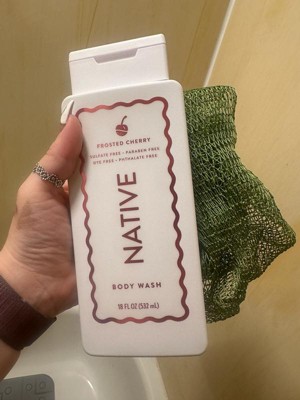 FROSTED CHERRY
SULFATE FREE • PARABEN FREE
DYE FREE • PHTHALATE FREE
NATIVE
BODY WASH
18 FL OZ (532 mL)